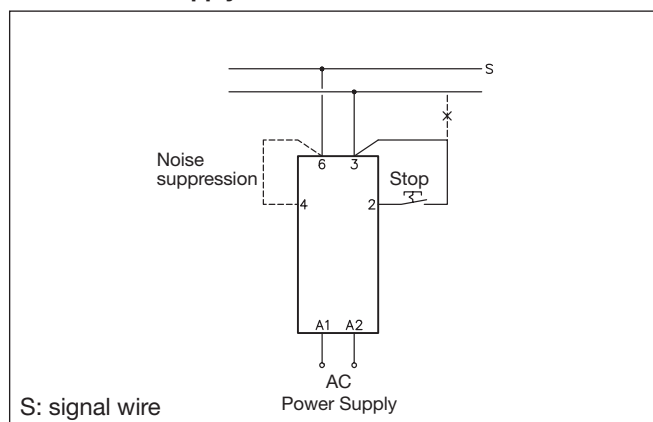 S
Noise
suppression
6 3
Stop
4 2
A1 A2
AC
Power Supply
S: signal wire